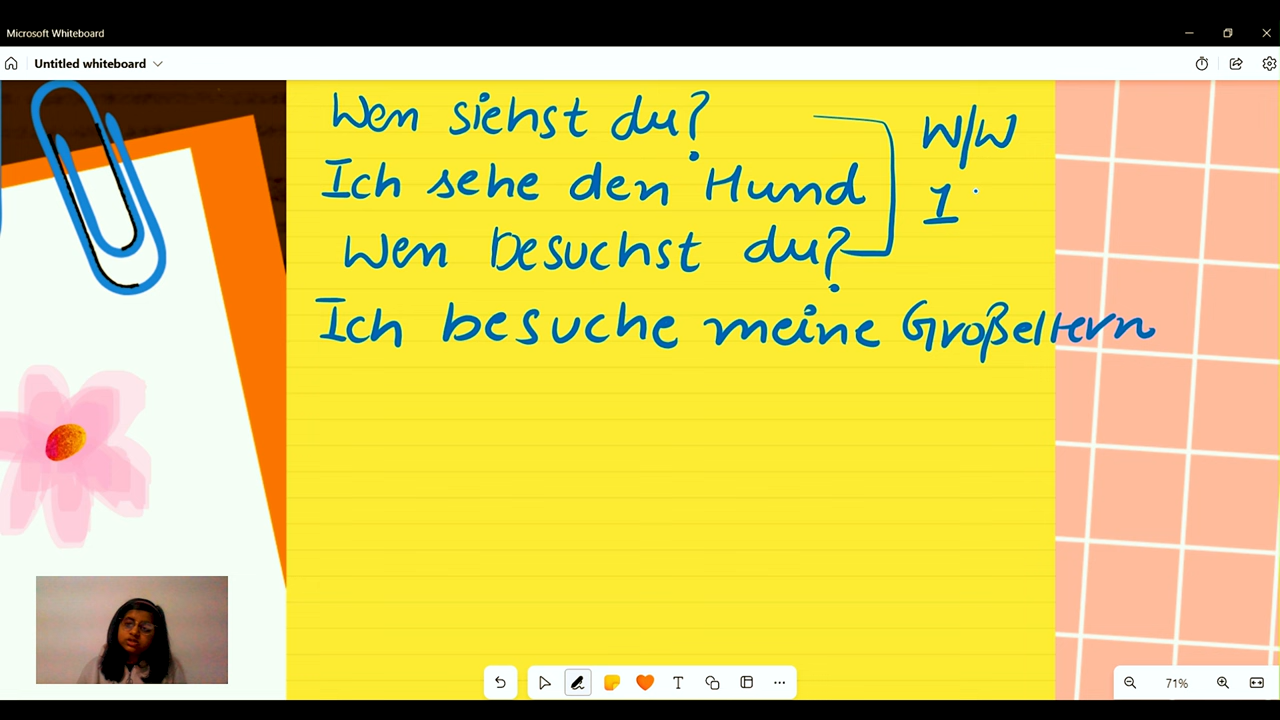 Microsoft Whiteboard
Untitled whiteboard
Wen siehst du?
W/W
Ich sehe den Hund
1
Wen besuchst du?
Ich besuche meine Großeltern
71%